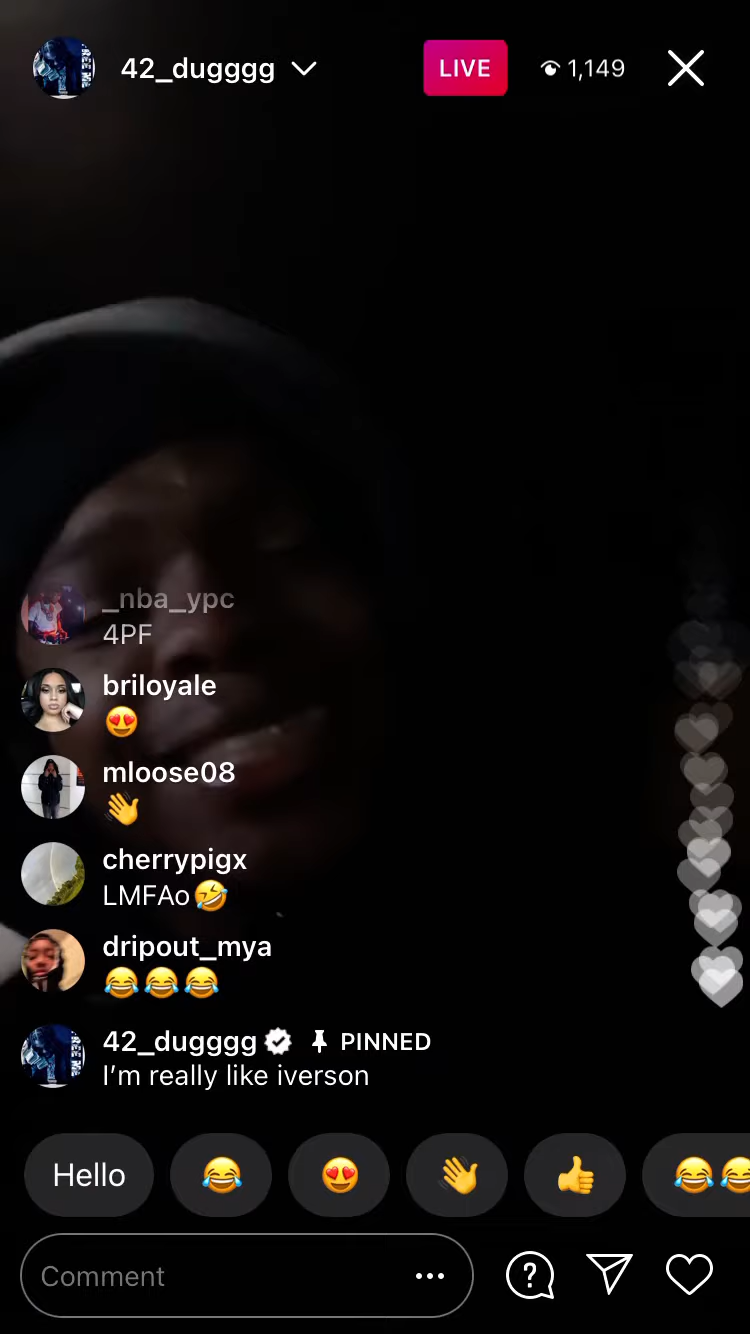 42_dugggg
LIVE
1,149
_nba_ypc
4PF
briloyale
😍
mloose08
👋
cherrypigx
LMFAo🤣
dripout_mya
😂😂😂
42_dugggg PINNED
I’m really like iverson
Hello 😂 😍 👋 👍 😂😂
Comment